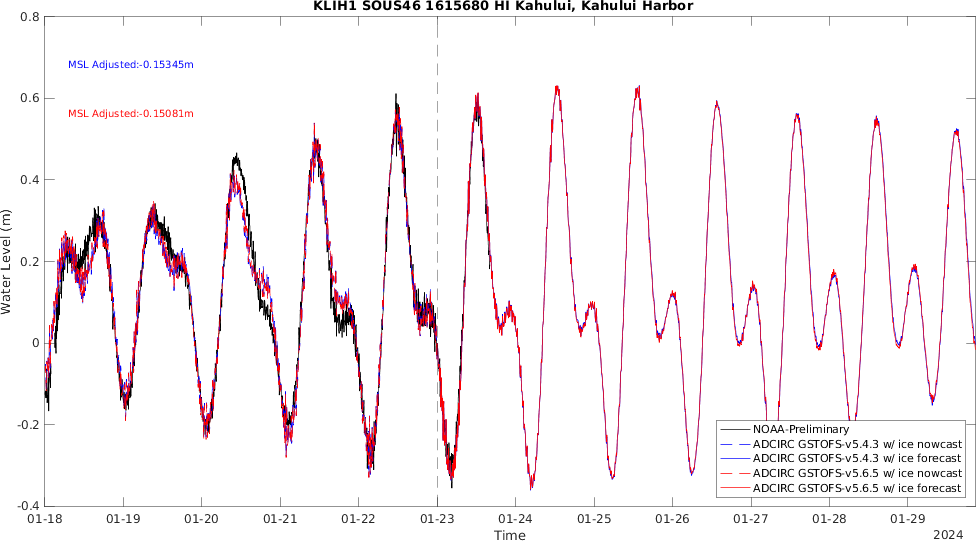 KLIH1 SOUS46 1615680 HI Kahului, Kahului Harbor
0.8
MSL Adjusted:-0.15345m
0.6
MSL Adjusted:-0.15081m
0.4
0.2
0
-0.2
-0.4
Water Level (m)
NOAA-Preliminary
ADCIRC GSTOFS-v5.4.3 w/ ice nowcast
ADCIRC GSTOFS-v5.4.3 w/ ice forecast
ADCIRC GSTOFS-v5.6.5 w/ ice nowcast
ADCIRC GSTOFS-v5.6.5 w/ ice forecast
01-18 01-19 01-20 01-21 01-22 01-23 01-24 01-25 01-26 01-27 01-28 01-29
Time
2024